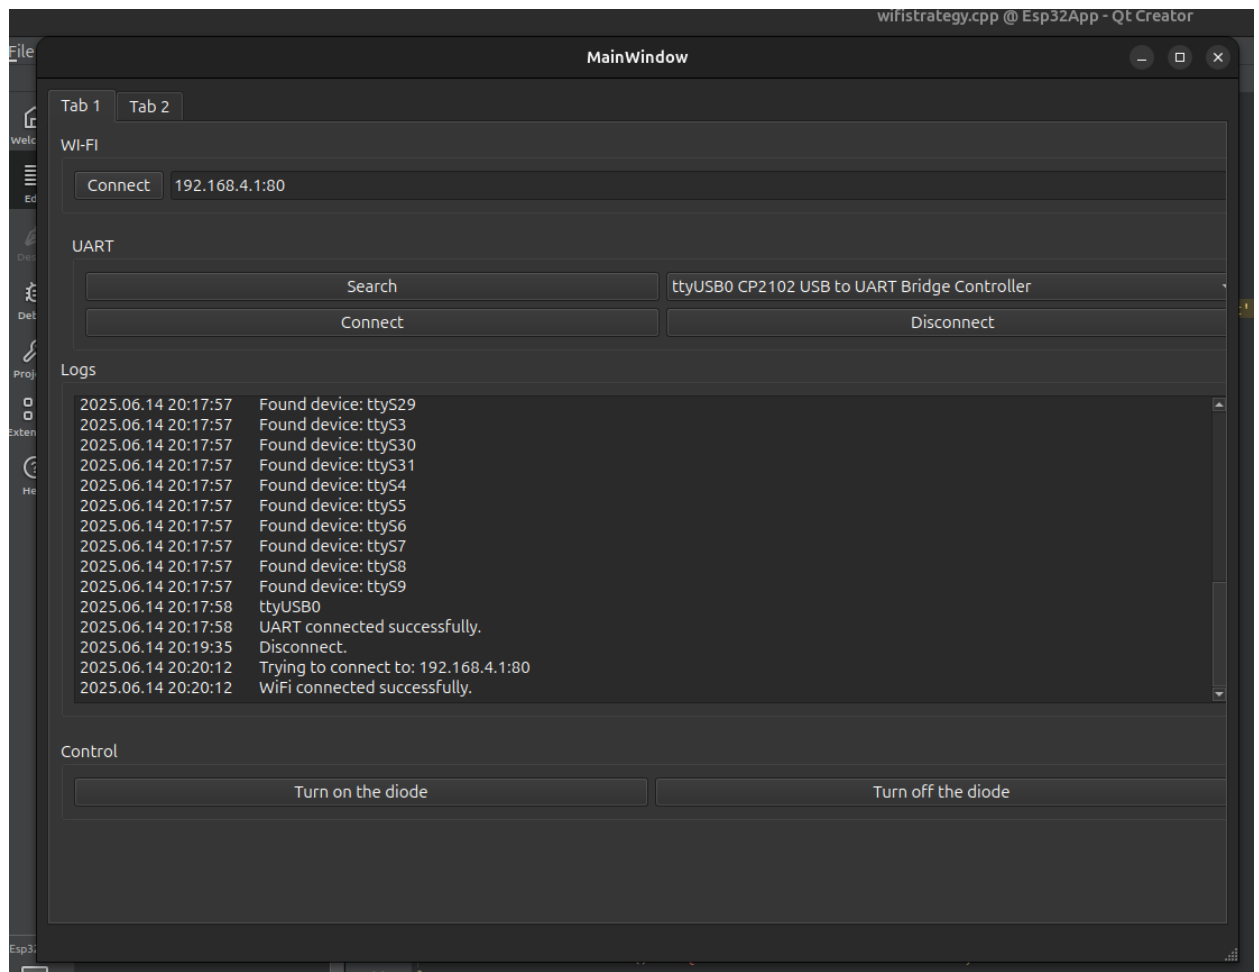 wifistrategy.cpp @ Esp32App - Qt Creator
File
MainWindow
Tab 1 Tab 2
Welc
WI-FI
Connect 192.168.4.1:80
Ed
UART
Des
Search ttyUSB0 CP2102 USB to UART Bridge Controller
Deb
Connect Disconnect
Logs
Proj
2025.06.14 20:17:57 Found device: ttyS29
2025.06.14 20:17:57 Found device: ttyS3
Exten
2025.06.14 20:17:57 Found device: ttyS30
2025.06.14 20:17:57 Found device: ttyS31
2025.06.14 20:17:57 Found device: ttyS4
He
2025.06.14 20:17:57 Found device: ttyS5
2025.06.14 20:17:57 Found device: ttyS6
2025.06.14 20:17:57 Found device: ttyS7
2025.06.14 20:17:57 Found device: ttyS8
2025.06.14 20:17:57 Found device: ttyS9
2025.06.14 20:17:58 ttyUSB0
2025.06.14 20:17:58 UART connected successfully.
2025.06.14 20:19:35 Disconnect.
2025.06.14 20:20:12 Trying to connect to: 192.168.4.1:80
2025.06.14 20:20:12 WiFi connected successfully.
Control
Turn on the diode Turn off the diode
Esp32